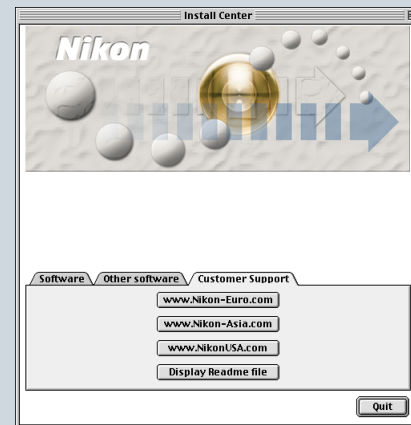 Install Center
Nikon
Software
Other software
Customer Support
www.Nikon-Euro.com
www.Nikon-Asia.com
www.NikonUSA.com
Display Readme file
Quit